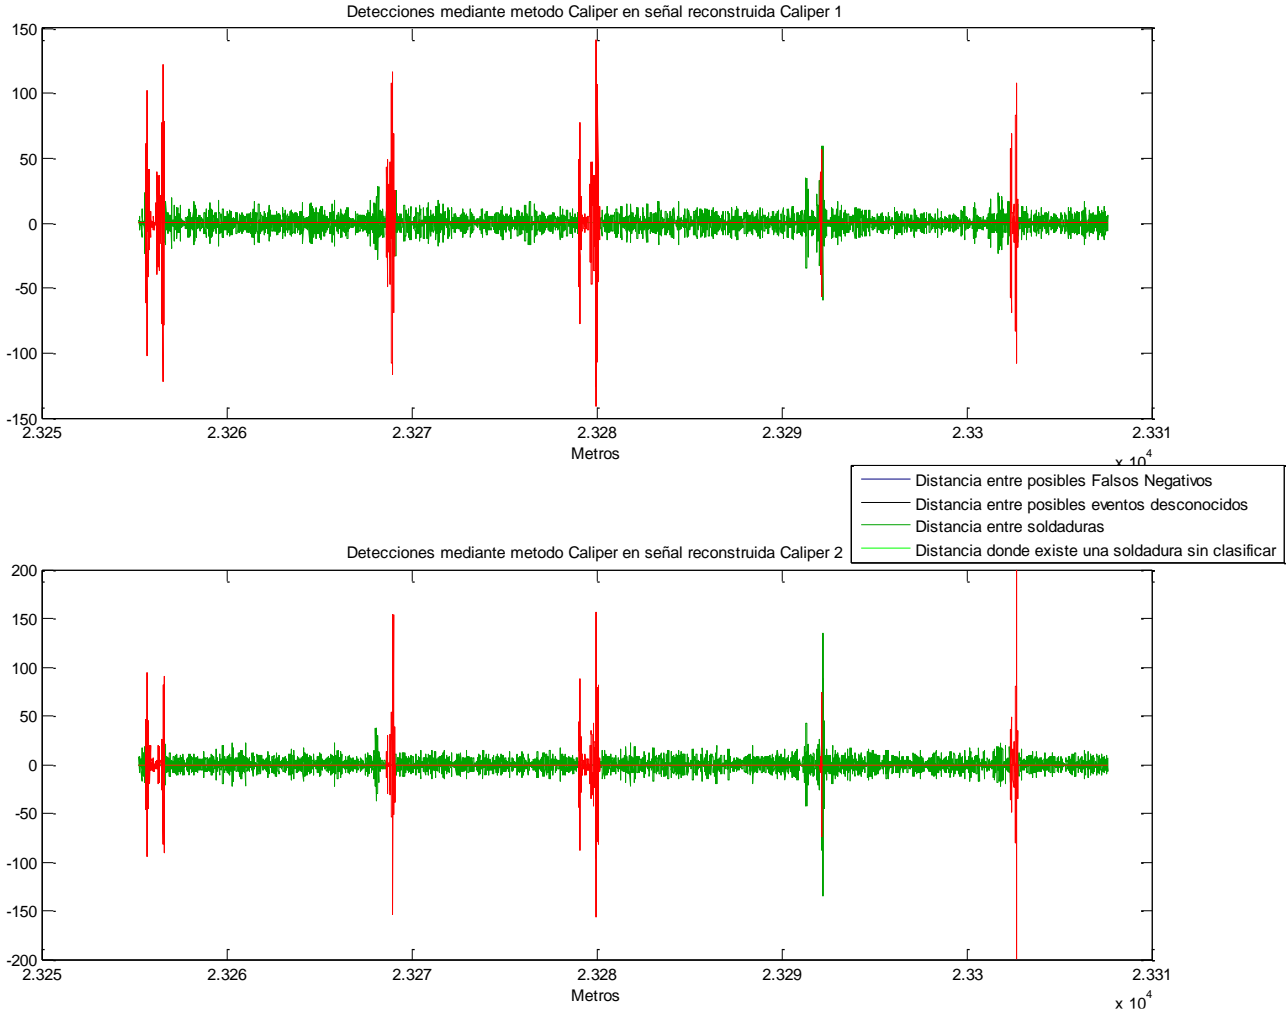 Detecciones mediante metodo Caliper en señal reconstruida Caliper 1
150
100
50
0
-50
-100
-150
2.325 2.326 2.327 2.328 2.329 2.33 2.331
Metros
x 10^4
Distancia entre posibles Falsos Negativos
Distancia entre posibles eventos desconocidos
Distancia entre soldaduras
Distancia donde existe una soldadura sin clasificar
Detecciones mediante metodo Caliper en señal reconstruida Caliper 2
200
150
100
50
0
-50
-100
-150
-200
2.325 2.326 2.327 2.328 2.329 2.33 2.331
Metros
x 10^4